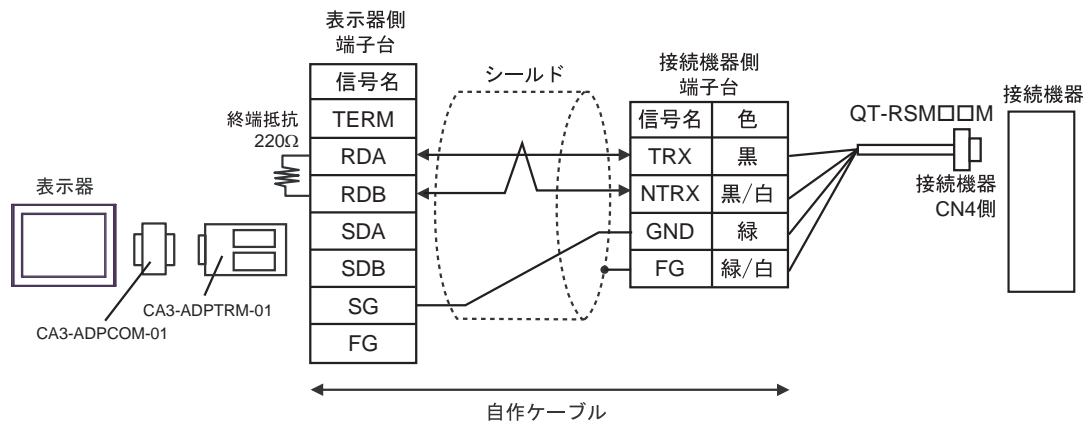 表示器側
端子台
信号名
TERM
RDA
RDB
SDA
SDB
SG
FG
終端抵抗
220Ω
表示器
CA3-ADPCOM-01
CA3-ADPTRM-01
シールド
接続機器側
端子台
信号名 色
TRX 黒
NTRX 黒/白
GND 緑
FG 緑/白
QT-RSM□□M
接続機器
CN4側
接続機器
自作ケーブル